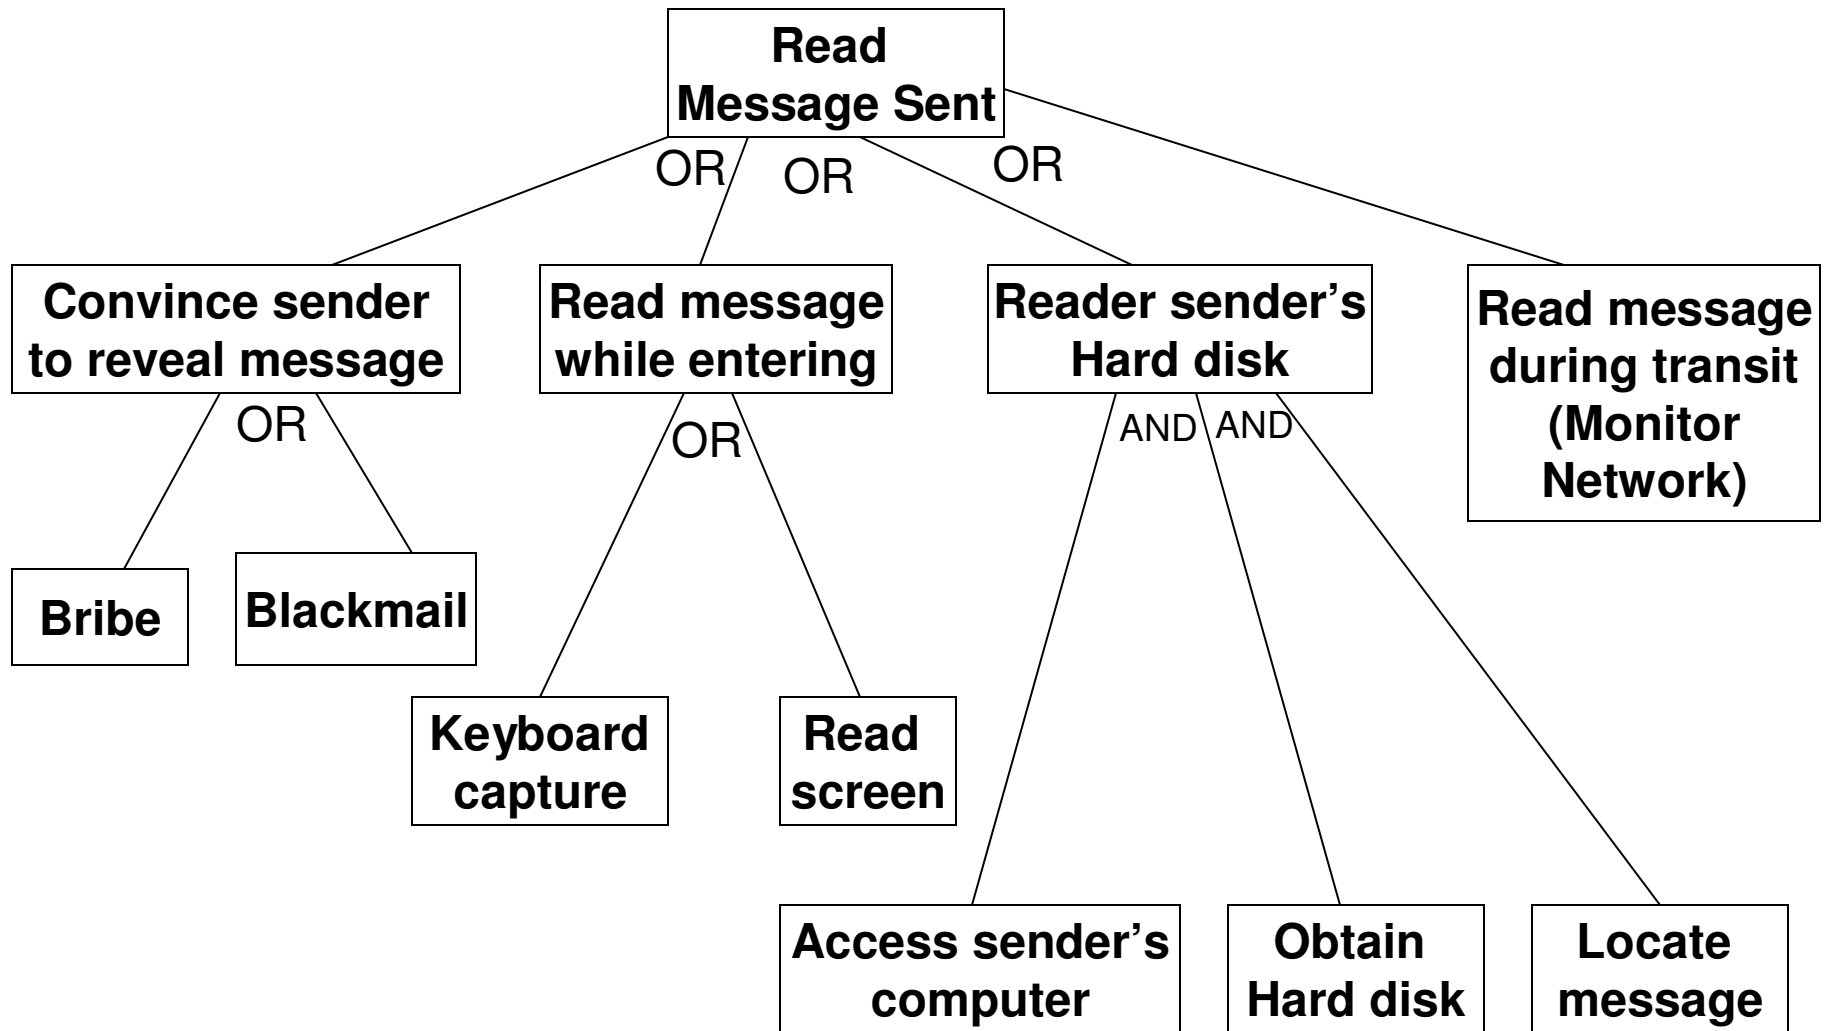 Read
Message Sent
OR
OR
OR
Convince sender
to reveal message
Read message
while entering
Reader sender's
Hard disk
Read message
during transit
(Monitor
Network)
OR
OR
AND
AND
Bribe
Blackmail
Keyboard
capture
Read
screen
Access sender's
computer
Obtain
Hard disk
Locate
message